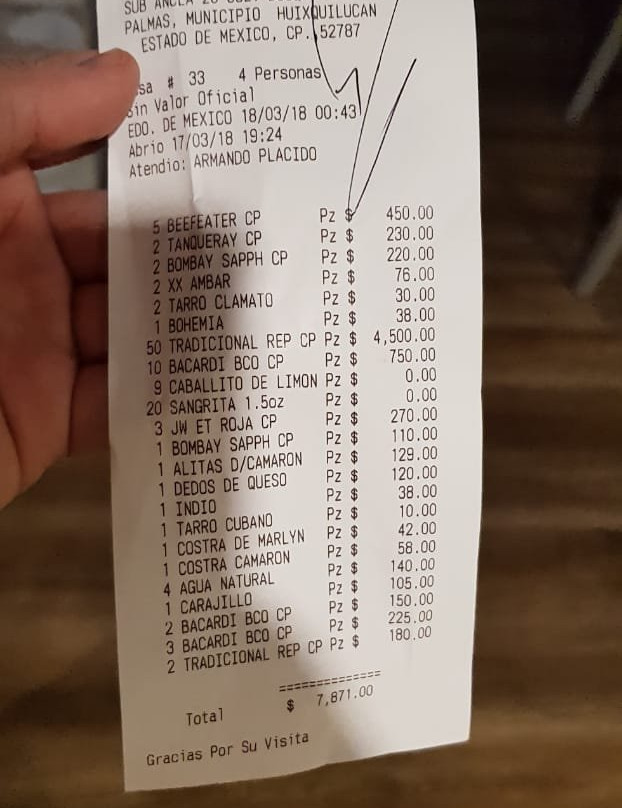 PALMAS, MUNICIPIO HUIXQUILUCAN
ESTADO DE MEXICO, CP. 52787
sa # 33 4 Personas
Sin Valor Oficial
EDO. DE MEXICO 18/03/18 00:43
Abrio 17/03/18 19:24
Atendio: ARMANDO PLACIDO
5 BEEFEATER CP Pz $ 450.00
2 TANQUERAY CP Pz $ 230.00
2 BOMBAY SAPPH CP Pz $ 220.00
2 XX AMBAR Pz $ 76.00
2 TARRO CLAMATO Pz $ 30.00
1 BOHEMIA Pz $ 38.00
50 TRADICIONAL REP CP Pz $ 4,500.00
10 BACARDI BCO CP Pz $ 750.00
9 CABALLITO DE LIMON Pz $ 0.00
20 SANGRITA 1.5oz Pz $ 0.00
3 JW ET ROJA CP Pz $ 270.00
1 BOMBAY SAPPH CP Pz $ 110.00
1 ALITAS D/CAMARON Pz $ 129.00
1 DEDOS DE QUESO Pz $ 120.00
1 INDIO Pz $ 38.00
1 TARRO CUBANO Pz $ 10.00
1 COSTRA DE MARLYN Pz $ 42.00
1 COSTRA CAMARON Pz $ 58.00
4 AGUA NATURAL Pz $ 140.00
1 CARAJILLO Pz $ 105.00
2 BACARDI BCO CP Pz $ 150.00
3 BACARDI BCO CP Pz $ 225.00
2 TRADICIONAL REP CP Pz $ 180.00
==============
Total $ 7,871.00
Gracias Por Su Visita